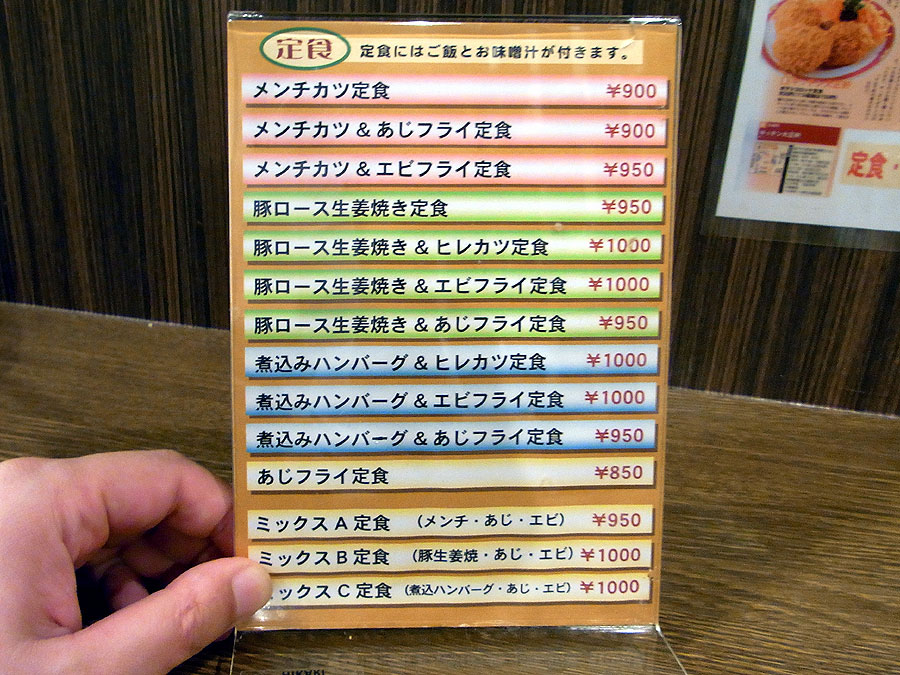 定食 定食にはご飯とお味噌汁が付きます。
メンチカツ定食 ¥900
メンチカツ & あじフライ定食 ¥900
メンチカツ & エビフライ定食 ¥950
豚ロース生姜焼き定食 ¥950
豚ロース生姜焼き & ヒレカツ定食 ¥1000
豚ロース生姜焼き & エビフライ定食 ¥1000
豚ロース生姜焼き & あじフライ定食 ¥950
煮込みハンバーグ & ヒレカツ定食 ¥1000
煮込みハンバーグ & エビフライ定食 ¥1000
煮込みハンバーグ & あじフライ定食 ¥950
あじフライ定食 ¥850
ミックスA定食 (メンチ・あじ・エビ) ¥950
ミックスB定食 (豚生姜焼・あじ・エビ) ¥1000
ックスC定食 (煮込ハンバーグ・あじ・エビ) ¥1000
定食・